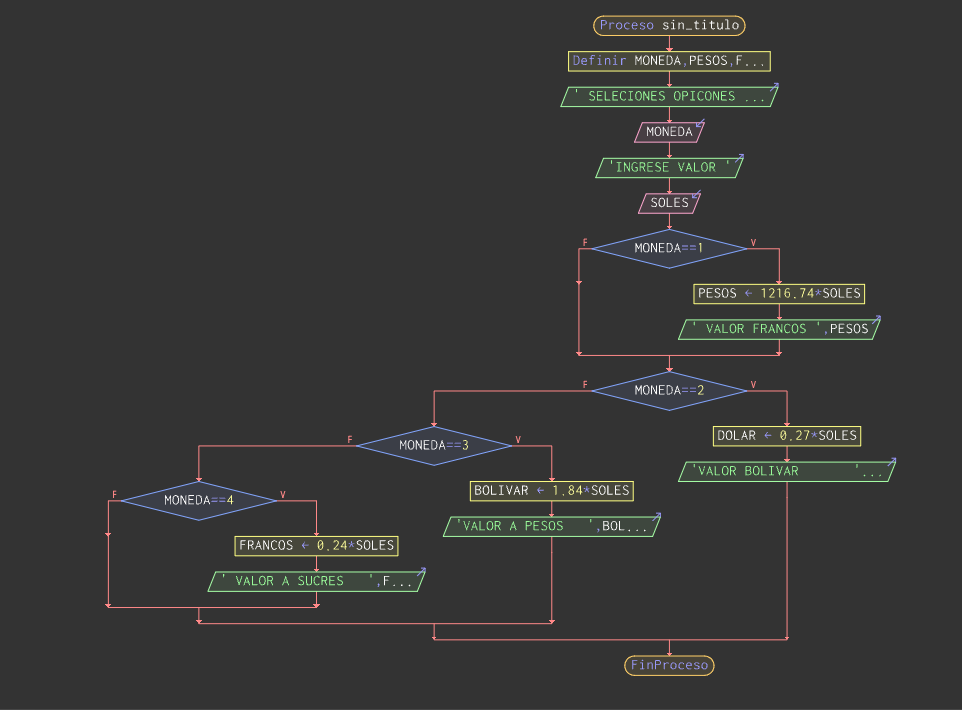 Proceso sin_titulo
Definir MONEDA,PESOS,F...
' SELECIONES OPICONES ...
MONEDA
'INGRESE VALOR '
SOLES
MONEDA==1
F
V
PESOS ← 1216.74*SOLES
' VALOR FRANCOS ',PESOS
MONEDA==2
F
V
DOLAR ← 0.27*SOLES
'VALOR BOLIVAR '...
MONEDA==3
F
V
BOLIVAR ← 1.84*SOLES
'VALOR A PESOS ',BOL...
MONEDA==4
F
V
FRANCOS ← 0.24*SOLES
' VALOR A SUCRES ',F...
FinProceso